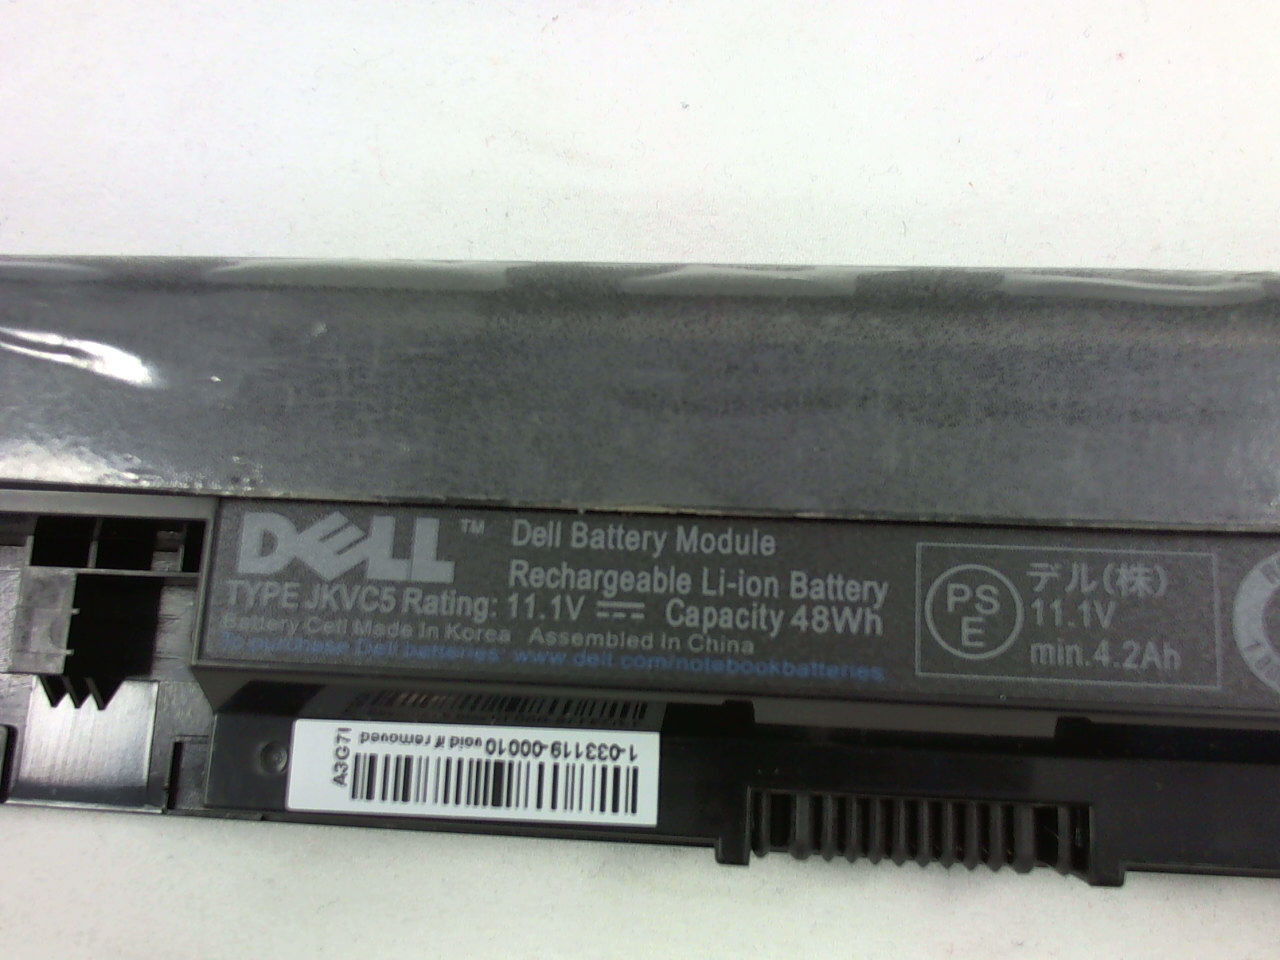 DELL™
Dell Battery Module
Rechargeable Li-ion Battery
TYPE JKVC5 Rating: 11.1V ⎓ Capacity 48Wh
Battery Cell Made In Korea Assembled In China
To purchase Dell batteries: www.dell.com/notebookbatteries
PS
E
デル(株)
11.1V
min.4.2Ah
1-033119-00010 void if removed
A3G7I